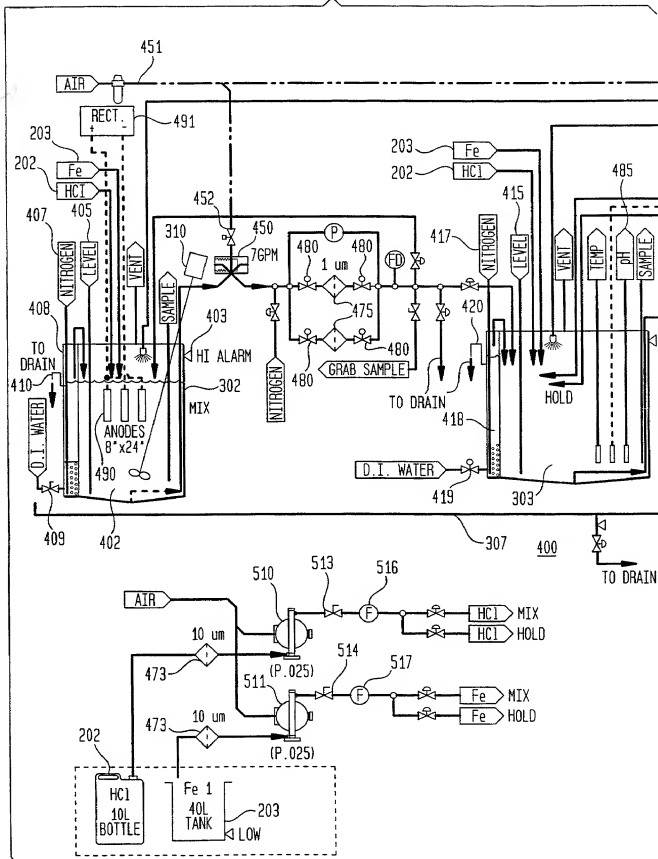 451
AIR
RECT.
+ -
491
203
Fe
202
HCl
407
405
NITROGEN
LEVEL
VENT
310
SAMPLE
452
450
7GPM
P
480
480
1 um
475
480
480
FD
417
203
Fe
202
HCl
415
NITROGEN
LEVEL
VENT
TEMP
pH
485
SAMPLE
408
403
HI ALARM
TO
DRAIN
410
302
MIX
ANODES
8"x24"
490
D.I. WATER
409
402
NITROGEN
GRAB SAMPLE
TO DRAIN
420
HOLD
418
D.I. WATER
419
303
307
400
TO DRAIN
AIR
510
513
516
HCl MIX
HCl HOLD
10 um
473
(P.025)
511
514
517
Fe MIX
Fe HOLD
10 um
473
(P.025)
202
HCl
10L
BOTTLE
Fe 1
40L
TANK
203
LOW